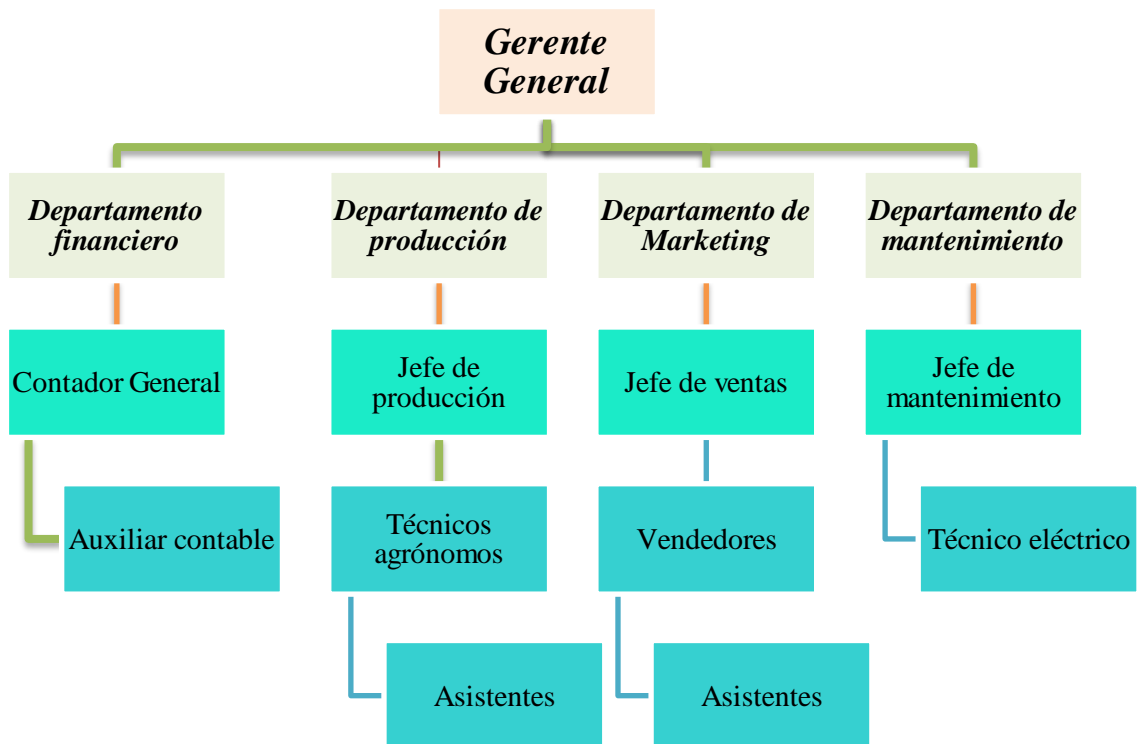 Gerente
General
Departamento
financiero
Departamento de
producción
Departamento de
Marketing
Departamento de
mantenimiento
Contador General
Jefe de
producción
Jefe de ventas
Jefe de
mantenimiento
Auxiliar contable
Técnicos
agrónomos
Vendedores
Técnico eléctrico
Asistentes
Asistentes